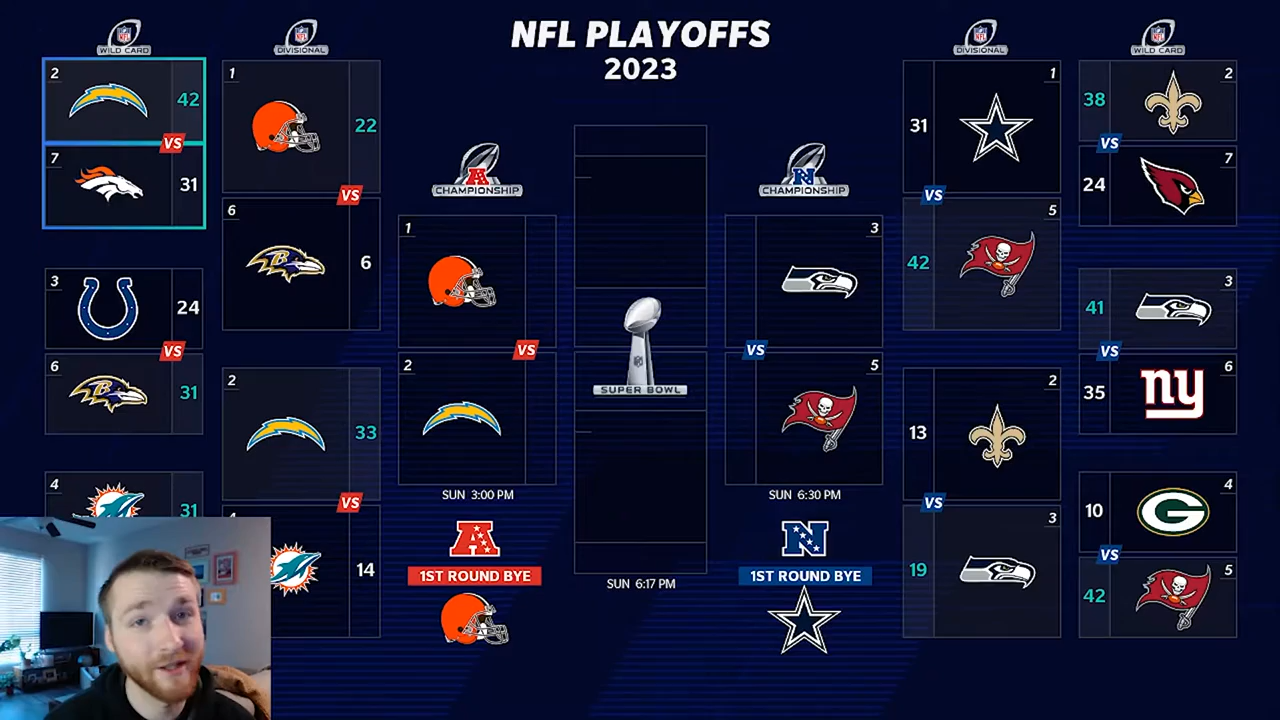 NFL PLAYOFFS
2023
WILD CARD
2
42
VS
7
31
3
24
VS
6
31
4
31
DIVISIONAL
1
22
VS
6
6
2
33
VS
14
CHAMPIONSHIP
1
VS
2
SUN 3:00 PM
A
1ST ROUND BYE
SUPER BOWL
SUN 6:17 PM
CHAMPIONSHIP
3
VS
5
SUN 6:30 PM
N
1ST ROUND BYE
DIVISIONAL
31
1
VS
42
5
13
2
VS
19
3
WILD CARD
38
2
VS
24
7
41
3
VS
35
ny
6
10
G
4
VS
42
5